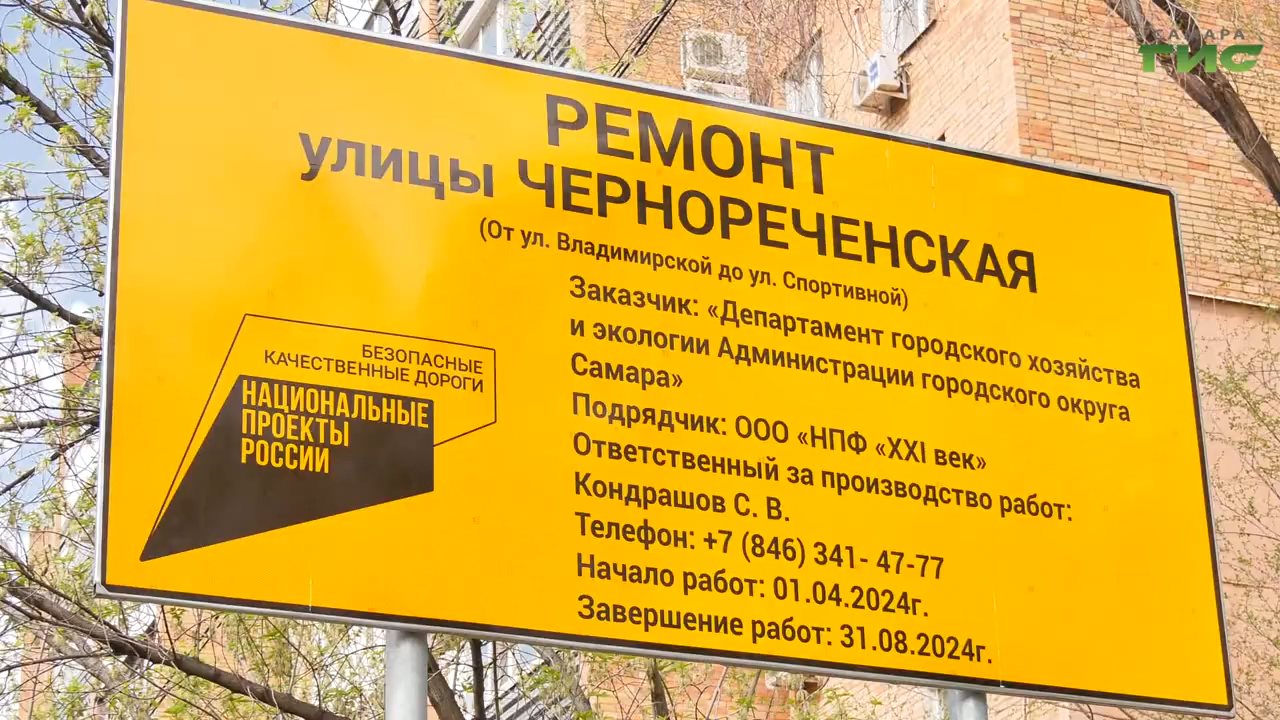 САМАРА
ГИС
РЕМОНТ
улицы ЧЕРНОРЕЧЕНСКАЯ
(От ул. Владимирской до ул. Спортивной)
Заказчик: «Департамент городского хозяйства
и экологии Администрации городского округа
Самара»
Подрядчик: ООО «НПФ «XXI век»
Ответственный за производство работ:
Кондрашов С. В.
Телефон: +7 (846) 341- 47-77
Начало работ: 01.04.2024г.
Завершение работ: 31.08.2024г.
БЕЗОПАСНЫЕ
КАЧЕСТВЕННЫЕ ДОРОГИ
НАЦИОНАЛЬНЫЕ
ПРОЕКТЫ
РОССИИ